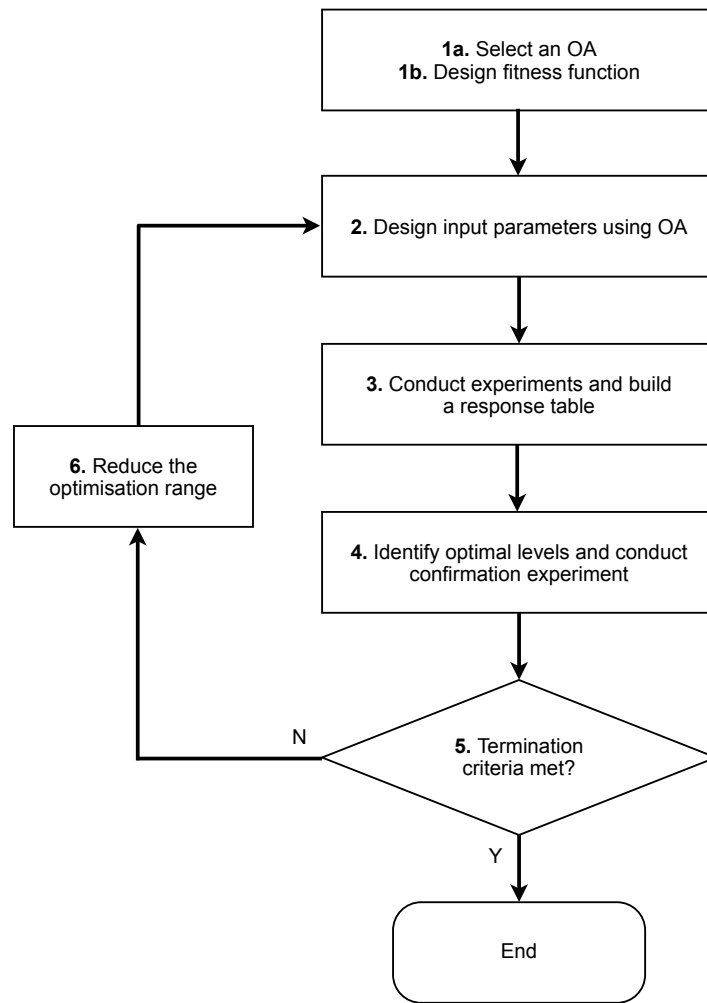 1a. Select an OA
1b. Design fitness function
2. Design input parameters using OA
3. Conduct experiments and build
a response table
6. Reduce the
optimisation range
4. Identify optimal levels and conduct
confirmation experiment
N
5. Termination
criteria met?
Y
End